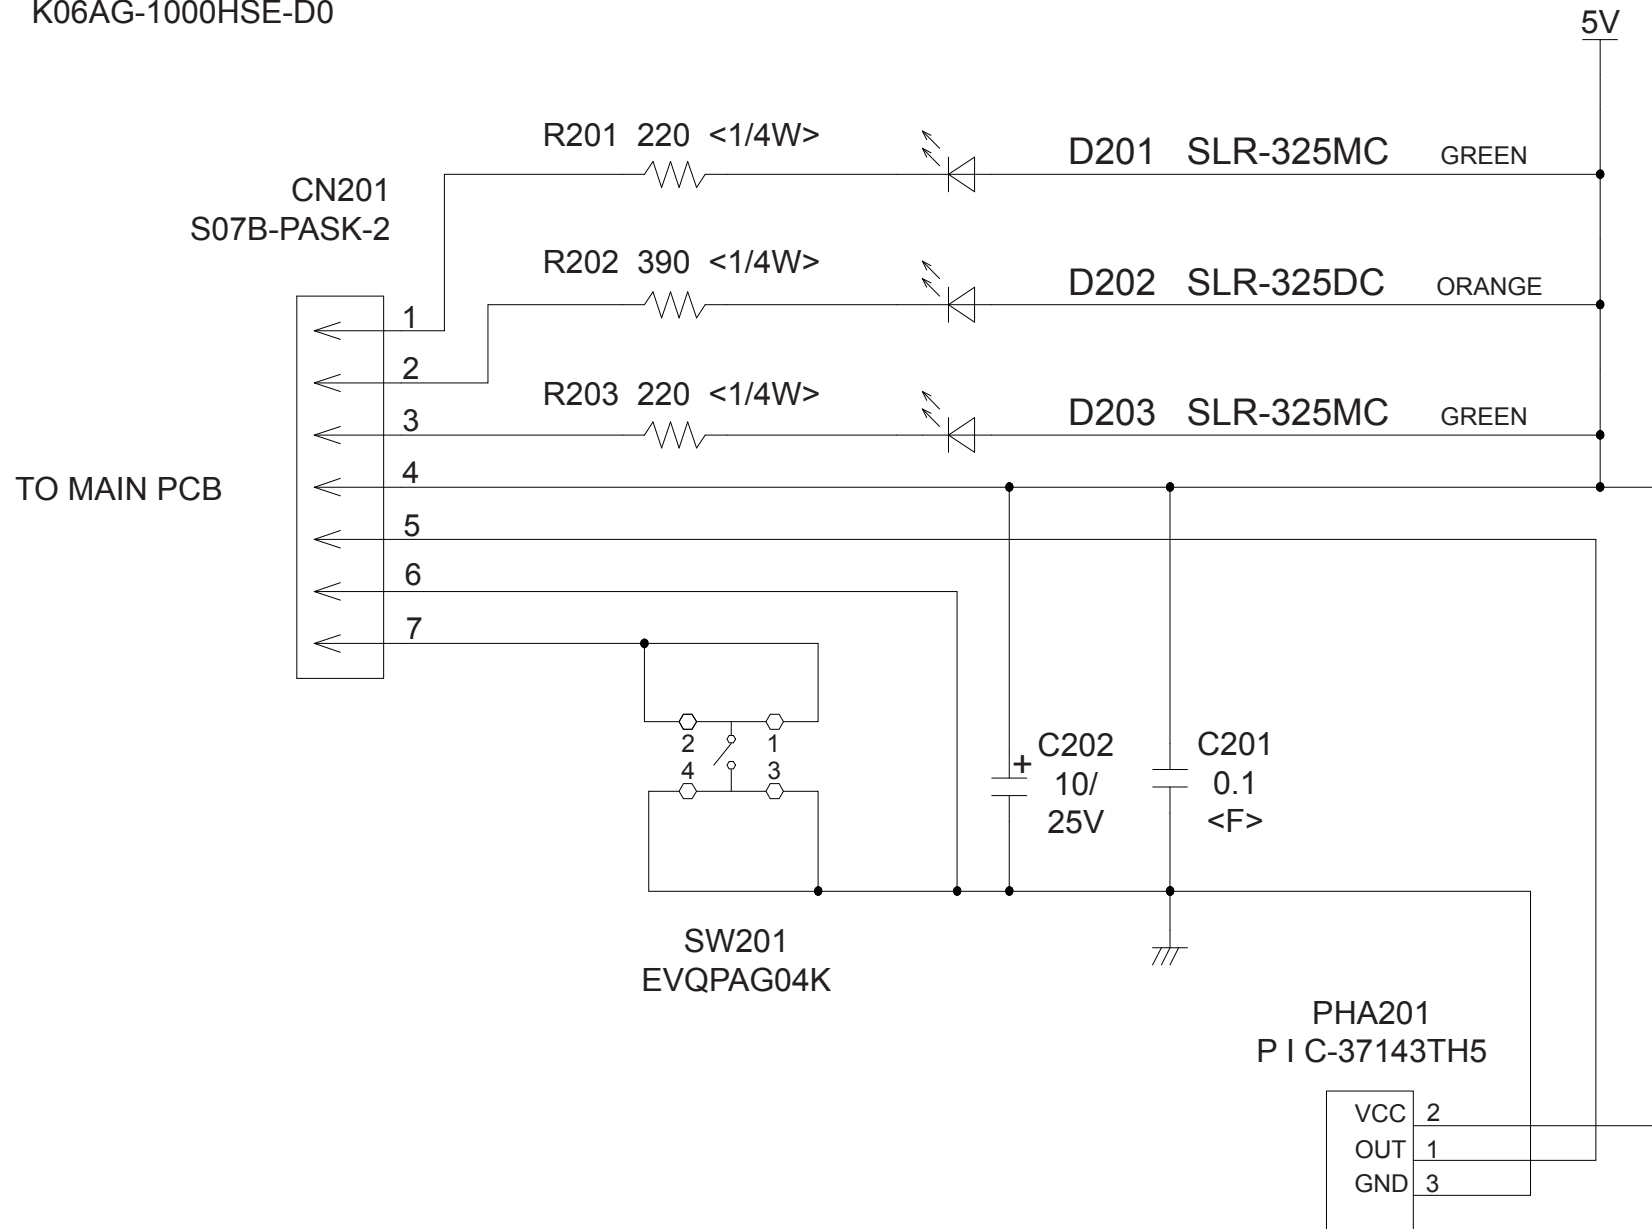 K06AG-1000HSE-D0
5V
R201 220 <1/4W>
D201 SLR-325MC GREEN
CN201
S07B-PASK-2
R202 390 <1/4W>
D202 SLR-325DC ORANGE
1
2
R203 220 <1/4W>
D203 SLR-325MC GREEN
3
4
TO MAIN PCB
5
6
7
2 1
4 3
+ C202
10/
25V
C201
0.1
<F>
SW201
EVQPAG04K
PHA201
P I C-37143TH5
VCC 2
OUT 1
GND 3